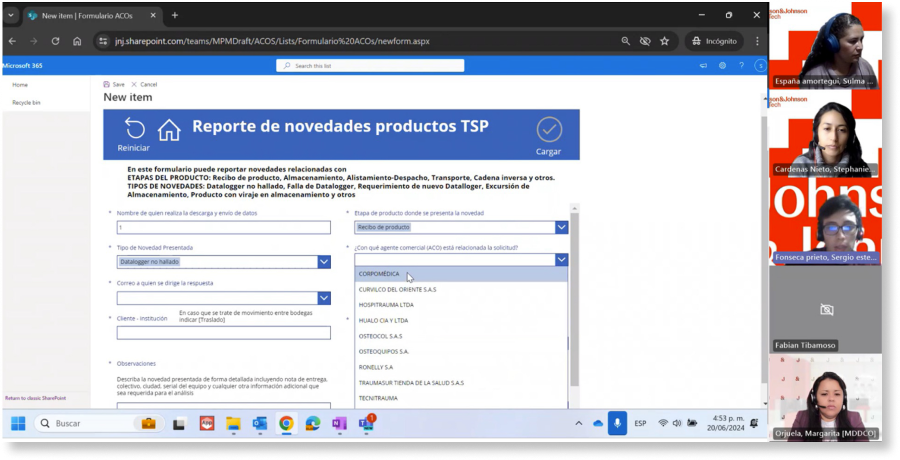 New item | Formulario ACOs
jnj.sharepoint.com/teams/MPMDraft/ACOS/Lists/Formulario%20ACOs/newform.aspx
Incógnito
Microsoft 365
Search this list
S
Home
Recycle bin
Save
Cancel
New item
Reiniciar
Reporte de novedades productos TSP
Cargar
En este formulario puede reportar novedades relacionadas con
ETAPAS DEL PRODUCTO: Recibo de producto, Almacenamiento, Alistamiento-Despacho, Transporte, Cadena inversa y otros.
TIPOS DE NOVEDADES: Datalogger no hallado, Falla de Datalogger, Requerimiento de nuevo Datalloger, Excursión de
Almacenamiento, Producto con viraje en almacenamiento y otros
* Nombre de quien realiza la descarga y envío de datos
t
* Etapa de producto donde se presenta la novedad
Recibo de producto
* Tipo de Novedad Presentada
Datalogger no hallado
* ¿Con qué agente comercial (ACO) está relacionada la solicitud?
CORPOMÉDICA
CURVILCO DEL ORIENTE S.A.S
HOSPITRAUMA LTDA
HUALO CIA Y LTDA
OSTEOCOL S.A.S
OSTEOQUIPOS S.A.
RONELLY S.A
TRAUMASUR TIENDA DE LA SALUD S.A.S
TECNITRAUMA
* Correo a quien se dirige la respuesta
* Cliente - Institución
En caso que se trate de movimiento entre bodegas
indicar [Traslado]
* Observaciones
Describa la novedad presentada de forma detallada incluyendo nota de entrega,
colectivo, ciudad, serial del equipo y cualquier otra información adicional que
sea requerida para el análisis
Return to classic SharePoint
Buscar
1
ESP
4:53 p. m.
20/06/2024
son&Johnson
Tech
España amortegui, Sulma ...
son&Johnson
Tech
Cardenas Nieto, Stephanie...
ohns
Fonseca prieto, Sergio este...
Fabian Tibamoso
Orjuela, Margarita [MDDCO]